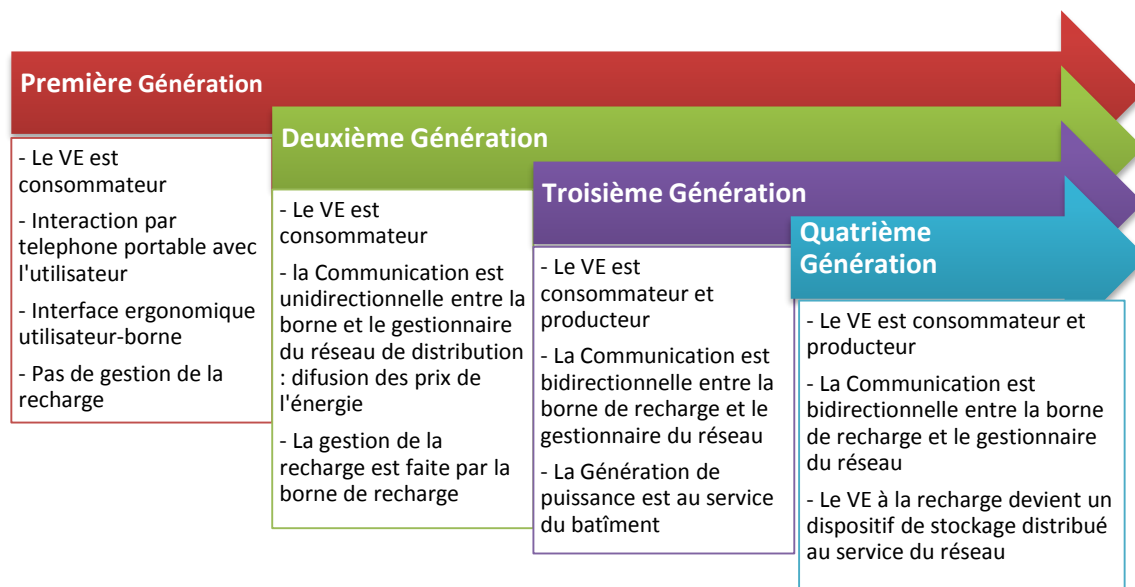 Première Génération
- Le VE est
consommateur
- Interaction par
telephone portable avec
l'utilisateur
- Interface ergonomique
utilisateur-borne
- Pas de gestion de la
recharge
Deuxième Génération
- Le VE est
consommateur
- la Communication est
unidirectionnelle entre la
borne et le gestionnaire
du réseau de distribution
: difusion des prix de
l'énergie
- La gestion de la
recharge est faite par la
borne de recharge
Troisième Génération
- Le VE est
consommateur et
producteur
- La Communication est
bidirectionnelle entre la
borne de recharge et le
gestionnaire du réseau
- La Génération de
puissance est au service
du batîment
Quatrième
Génération
- Le VE est consommateur et
producteur
- La Communication est
bidirectionnelle entre la borne
de recharge et le gestionnaire
du réseau
- Le VE à la recharge devient un
dispositif de stockage distribué
au service du réseau